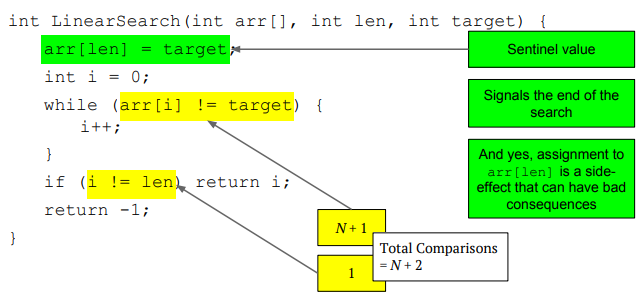 int LinearSearch(int arr[], int len, int target) {
arr[len] = target;
int i = 0;
while (arr[i] != target) {
i++;
}
if (i != len) return i;
return -1;
}
Sentinel value
Signals the end of the
search
And yes, assignment to
arr[len] is a side-
effect that can have bad
consequences
N + 1
1
Total Comparisons
= N + 2